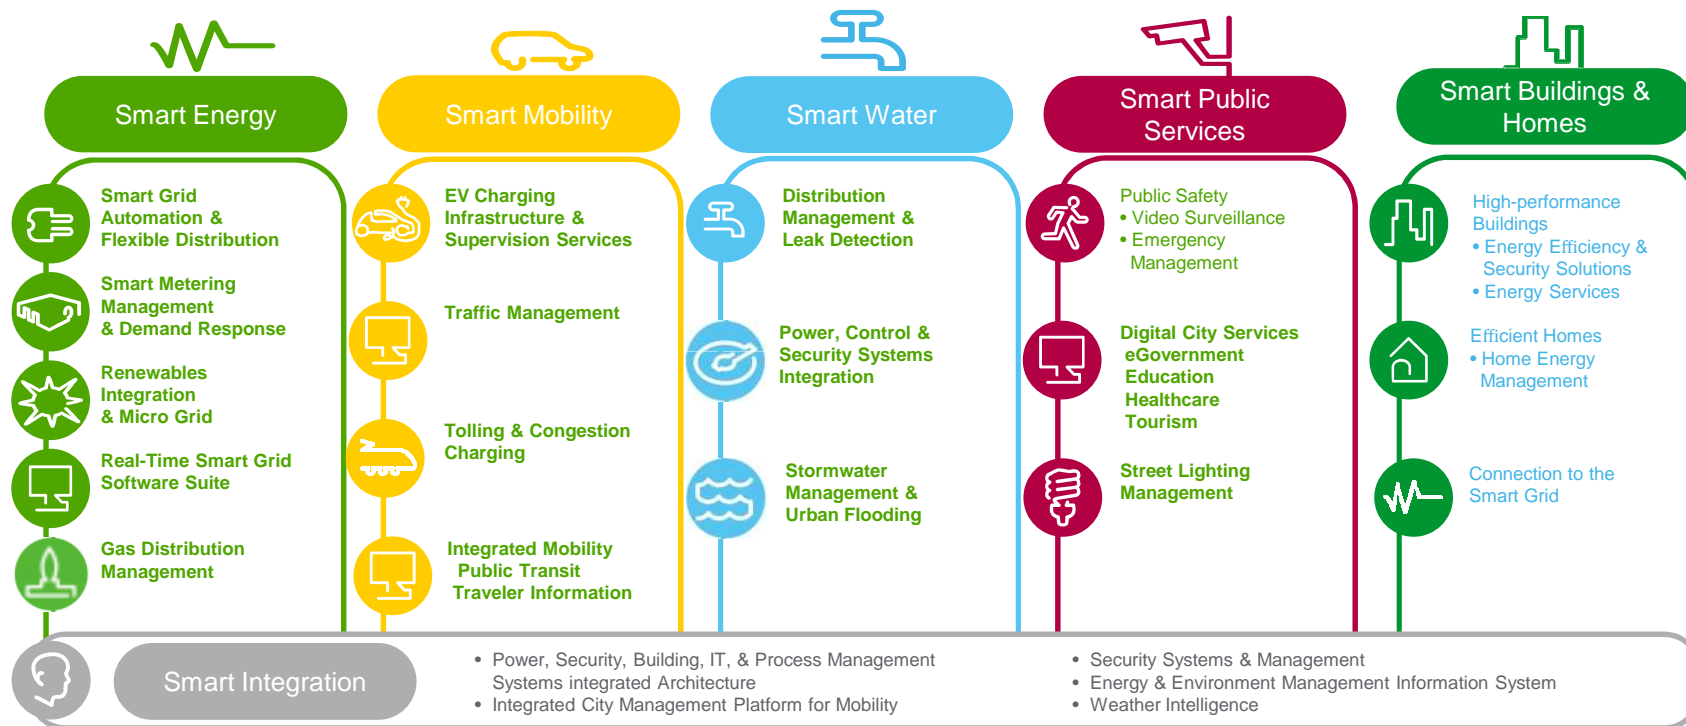 Smart Energy
Smart Grid
Automation &
Flexible Distribution
Smart Metering
Management
& Demand Response
Renewables
Integration
& Micro Grid
Real-Time Smart Grid
Software Suite
Gas Distribution
Management
Smart Mobility
EV Charging
Infrastructure &
Supervision Services
Traffic Management
Tolling & Congestion
Charging
Integrated Mobility
Public Transit
Traveler Information
Smart Water
Distribution
Management &
Leak Detection
Power, Control &
Security Systems
Integration
Stormwater
Management &
Urban Flooding
Smart Public
Services
Public Safety
• Video Surveillance
• Emergency
Management
Digital City Services
eGovernment
Education
Healthcare
Tourism
Street Lighting
Management
Smart Buildings &
Homes
High-performance
Buildings
• Energy Efficiency &
Security Solutions
• Energy Services
Efficient Homes
• Home Energy
Management
Connection to the
Smart Grid
Smart Integration
• Power, Security, Building, IT, & Process Management
Systems integrated Architecture
• Integrated City Management Platform for Mobility
• Security Systems & Management
• Energy & Environment Management Information System
• Weather Intelligence